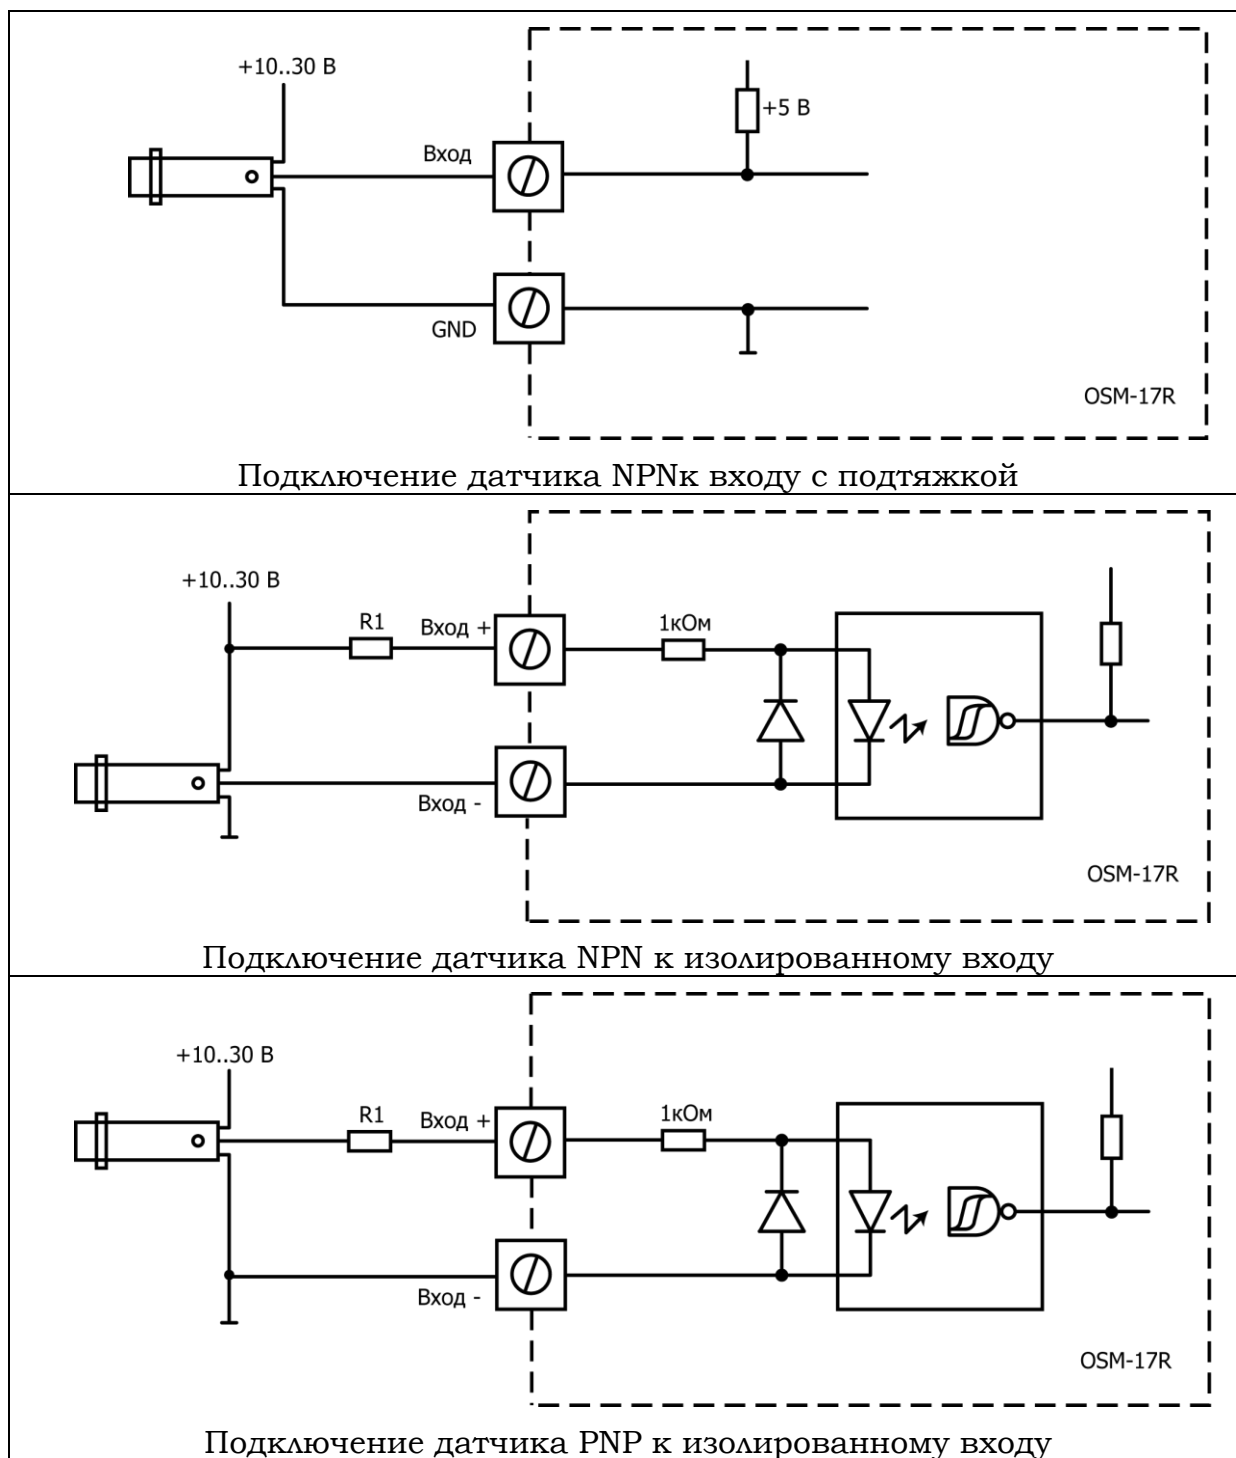 +10..30 В
+5 В
Вход
GND
OSM-17R
Подключение датчика NPNк входу с подтяжкой
+10..30 В
R1
Вход +
1кОм
Вход -
OSM-17R
Подключение датчика NPN к изолированному входу
+10..30 В
R1
Вход +
1кОм
Вход -
OSM-17R
Подключение датчика PNP к изолированному входу